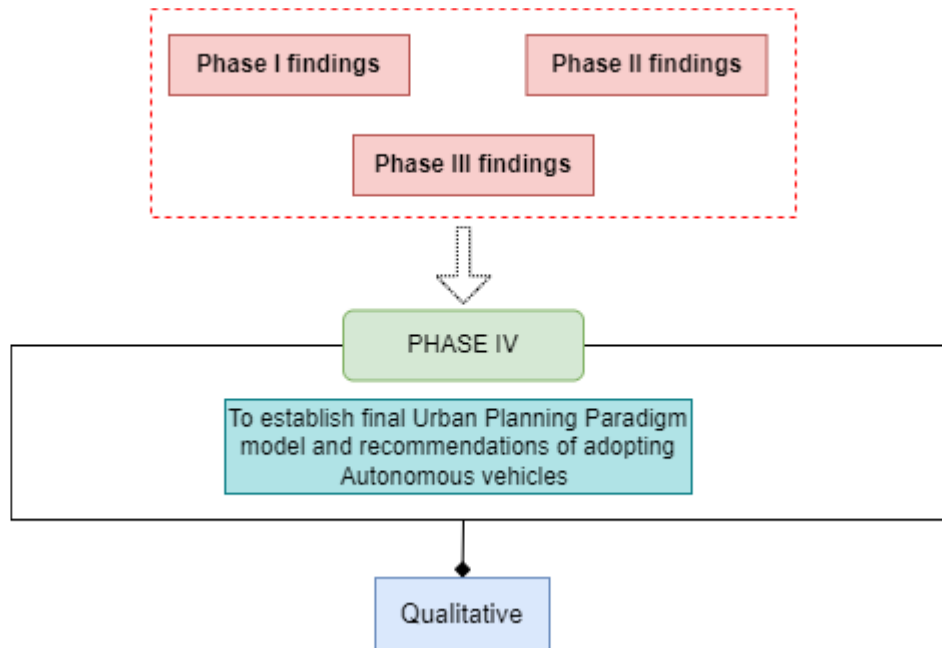 Phase I findings
Phase II findings
Phase III findings
PHASE IV
To establish final Urban Planning Paradigm
model and recommendations of adopting
Autonomous vehicles
Qualitative